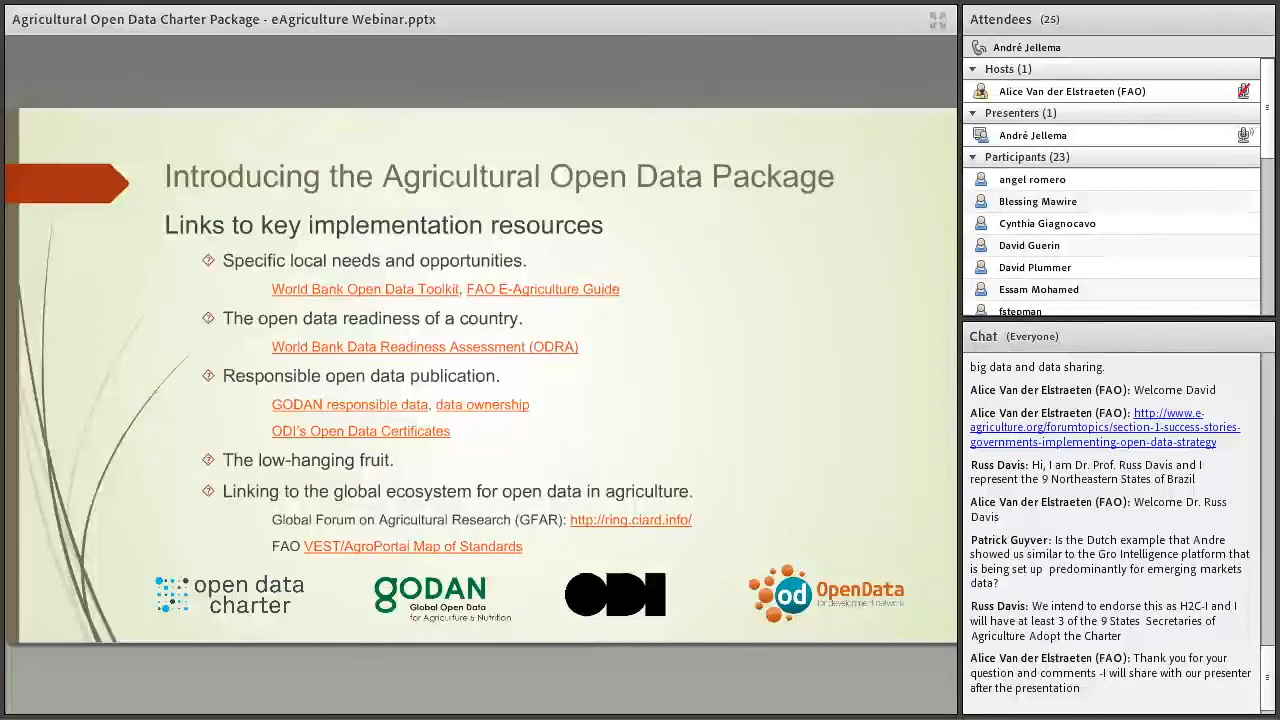 Agricultural Open Data Charter Package - eAgriculture Webinar.pptx
Introducing the Agricultural Open Data Package
Links to key implementation resources
Specific local needs and opportunities.
World Bank Open Data Toolkit, FAO E-Agriculture Guide
The open data readiness of a country.
World Bank Data Readiness Assessment (ODRA)
Responsible open data publication.
GODAN responsible data, data ownership
ODI's Open Data Certificates
The low-hanging fruit.
Linking to the global ecosystem for open data in agriculture.
Global Forum on Agricultural Research (GFAR): http://ring.ciard.info/
FAO VEST/AgroPortal Map of Standards
open data
charter
GODAN
Global Open Data
for Agriculture & Nutrition
ODI
od
OpenData
for development network
Attendees (25)
André Jellema
Hosts (1)
Alice Van der Elstraeten (FAO)
Presenters (1)
André Jellema
Participants (23)
angel romero
Blessing Mawire
Cynthia Giagnocavo
David Guerin
David Plummer
Essam Mohamed
fstepman
Chat (Everyone)
big data and data sharing.
Alice Van der Elstraeten (FAO): Welcome David
Alice Van der Elstraeten (FAO): http://www.e-
agriculture.org/forumtopics/section-1-success-stories-
governments-implementing-open-data-strategy
Russ Davis: Hi, I am Dr. Prof. Russ Davis and I
represent the 9 Northeastern States of Brazil
Alice Van der Elstraeten (FAO): Welcome Dr. Russ
Davis
Patrick Guyver: Is the Dutch example that Andre
showed us similar to the Gro Intelligence platform that
is being set up predominantly for emerging markets
data?
Russ Davis: We intend to endorse this as H2C-I and I
will have at least 3 of the 9 States Secretaries of
Agriculture Adopt the Charter
Alice Van der Elstraeten (FAO): Thank you for your
question and comments -I will share with our presenter
after the presentation